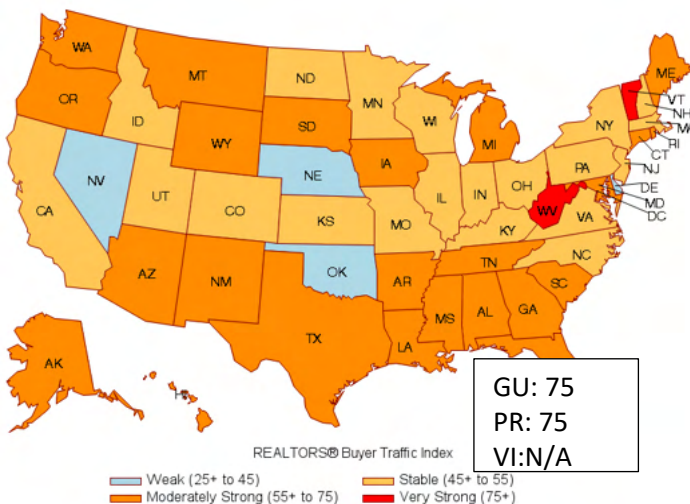 WA
MT
ND
MN
ME
VT
NH
MA
OR
ID
SD
WI
NY
RI
WY
MI
CT
IA
PA
NJ
NV
NE
OH
DE
UT
IL
IN
MD
CA
CO
WV
VA
DC
KS
MO
KY
NC
AZ
NM
OK
AR
TN
SC
MS
AL
GA
TX
LA
AK
HI
GU: 75
PR: 75
VI:N/A
REALTORS® Buyer Traffic Index
Weak (25+ to 45)
Stable (45+ to 55)
Moderately Strong (55+ to 75)
Very Strong (75+)